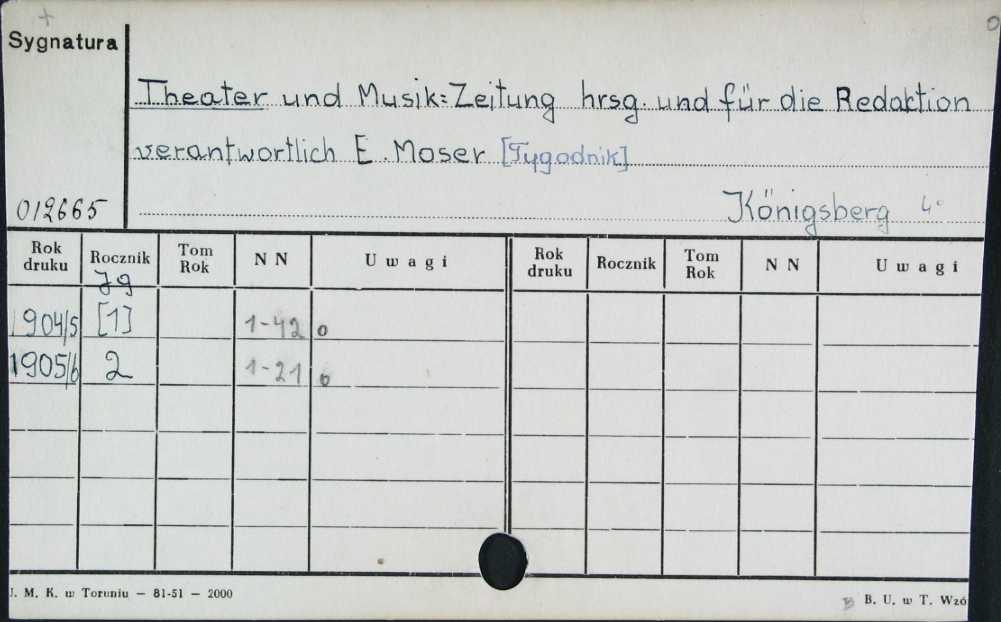 Sygnatura
Theater und Musik=Zeitung hrsg. und für die Redaktion
verantwortlich E. Moser [Tygodnik]
012665 Königsberg 4°
Rok druku Rocznik Tom Rok N N Uwagi Rok druku Rocznik Tom Rok N N Uwagi
Jg
1904/5 [1] 1-42 o
1905/6 2 1-21 o
J. M. K. w Toruniu — 81-51 — 2000
B B. U. w T. Wzó